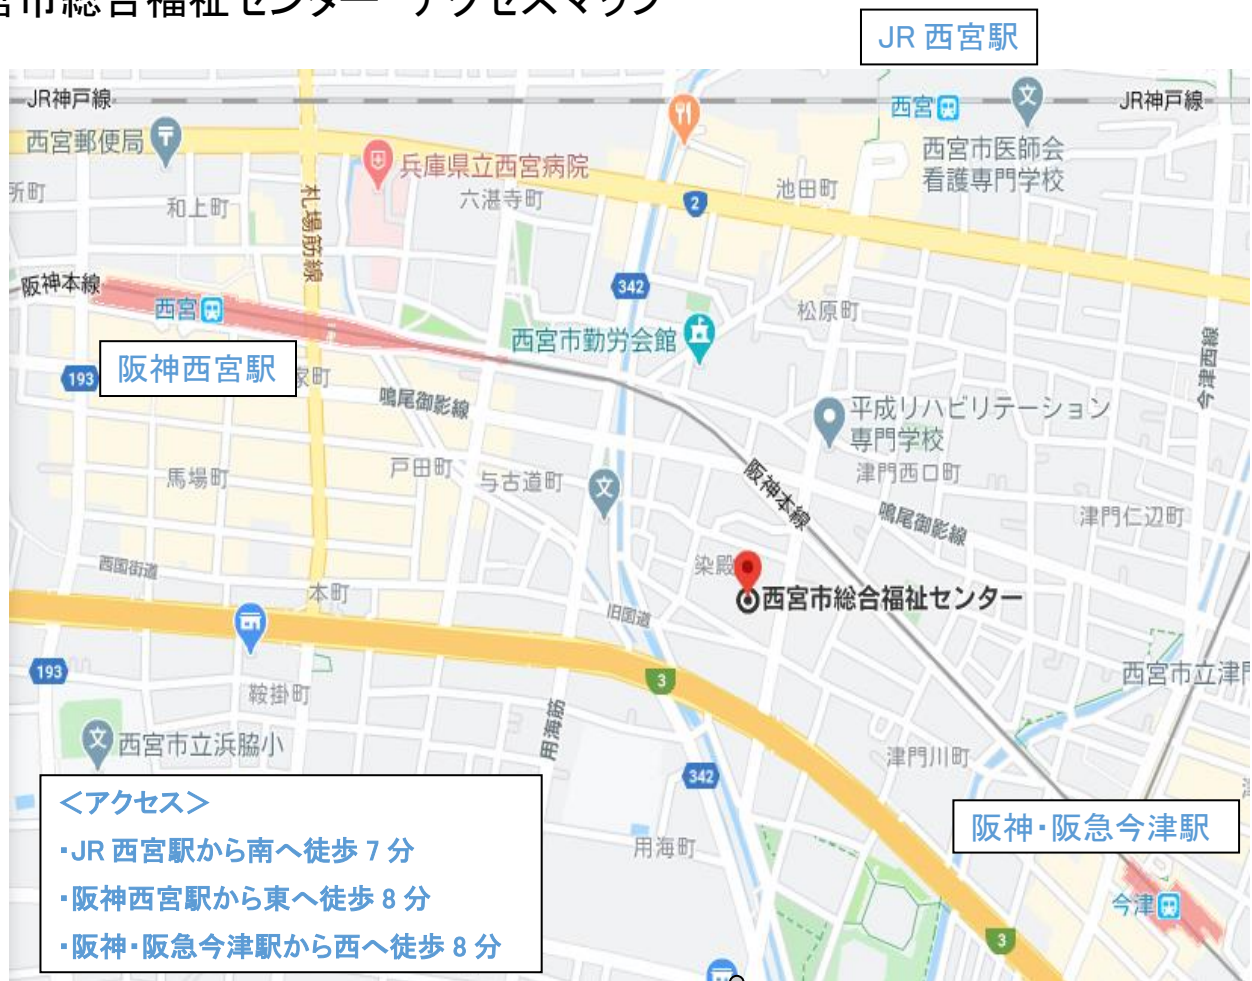 宮市総合福祉センター アクセスマップ
JR 西宮駅
JR神戸線
西宮
JR神戸線
西宮郵便局
兵庫県立西宮病院
西宮市医師会
看護専門学校
所町
和上町
六湛寺町
池田町
札場筋線
2
阪神本線
西宮
342
松原町
西宮市勤労会館
今津西線
阪神西宮駅
193
家町
鳴尾御影線
平成リハビリテーション
専門学校
馬場町
戸田町
与古道町
阪神本線
津門西口町
鳴尾御影線
津門仁辺町
西国街道
染殿
本町
旧国道
西宮市総合福祉センター
193
鞍掛町
3
西宮市立津門
西宮市立浜脇小
用海筋
津門川町
342
<アクセス>
・JR 西宮駅から南へ徒歩 7 分
・阪神西宮駅から東へ徒歩 8 分
・阪神・阪急今津駅から西へ徒歩 8 分
用海町
阪神・阪急今津駅
今津
3